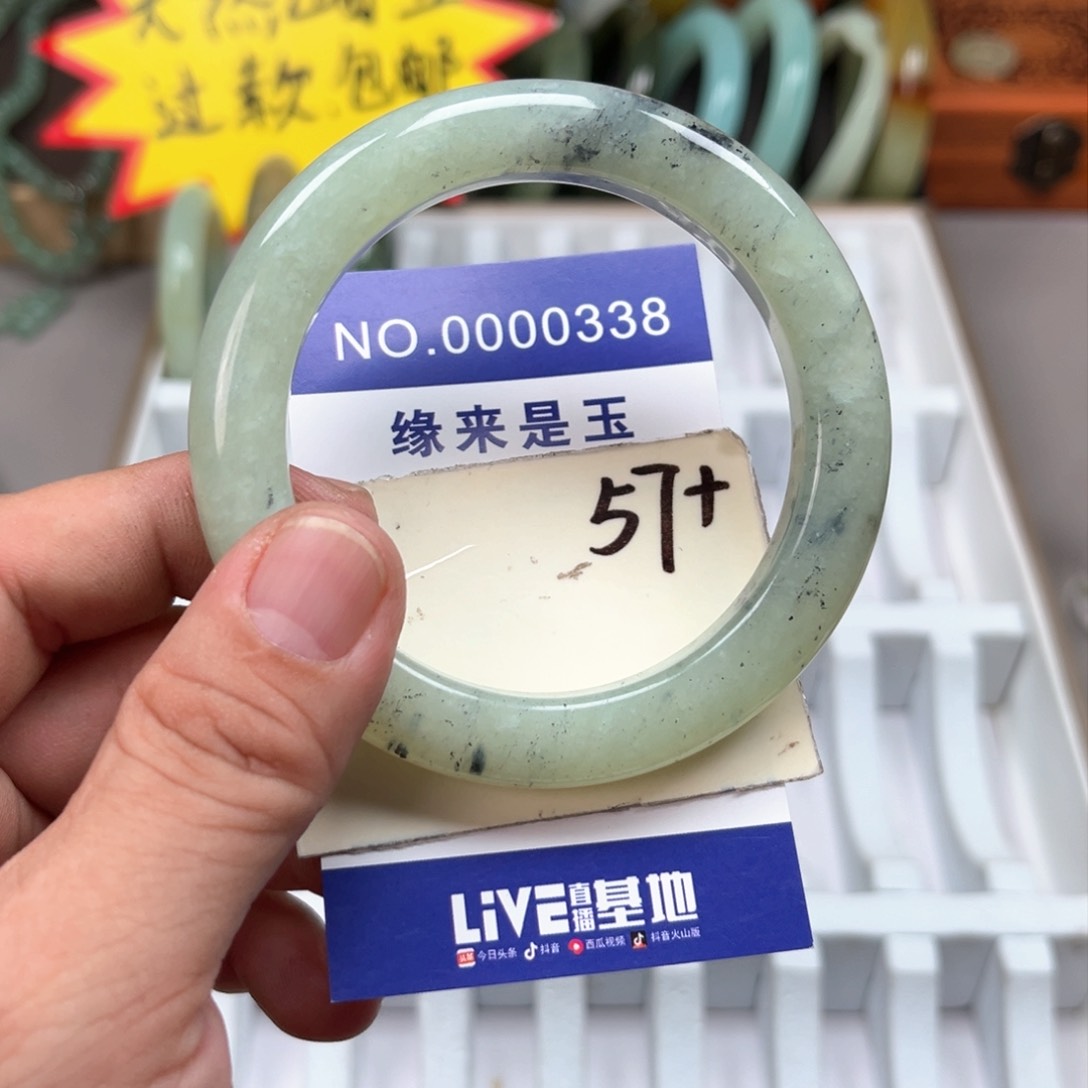 过款包邮
NO.0000338
缘来是玉
57+
LiVE直播基地
今日头条 抖音 西瓜视频 抖音火山版